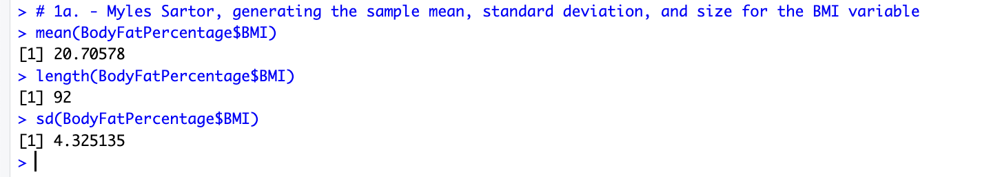 > # 1a. - Myles Sartor, generating the sample mean, standard deviation, and size for the BMI variable
> mean(BodyFatPercentage$BMI)
[1] 20.70578
> length(BodyFatPercentage$BMI)
[1] 92
> sd(BodyFatPercentage$BMI)
[1] 4.325135
>